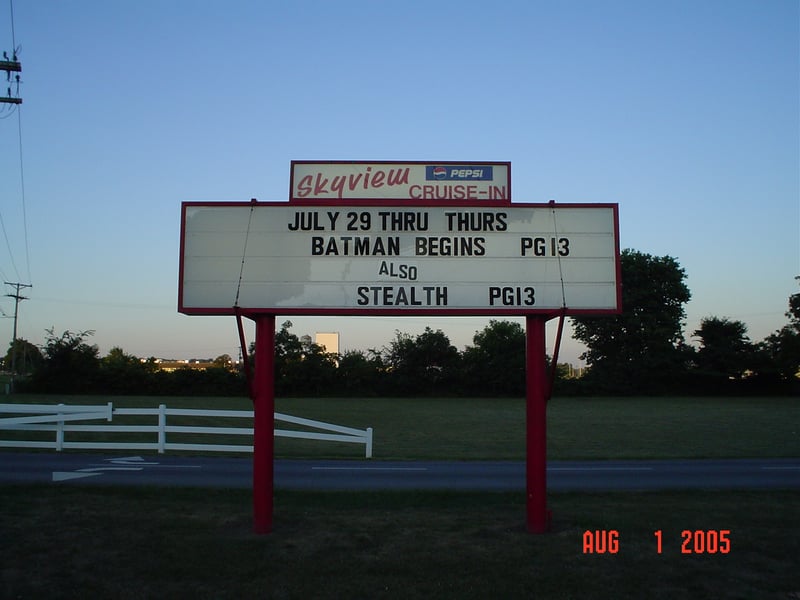 Skyview PEPSI
CRUISE-IN
JULY 29 THRU THURS
BATMAN BEGINS PG13
ALSO
STEALTH PG13
AUG 1 2005